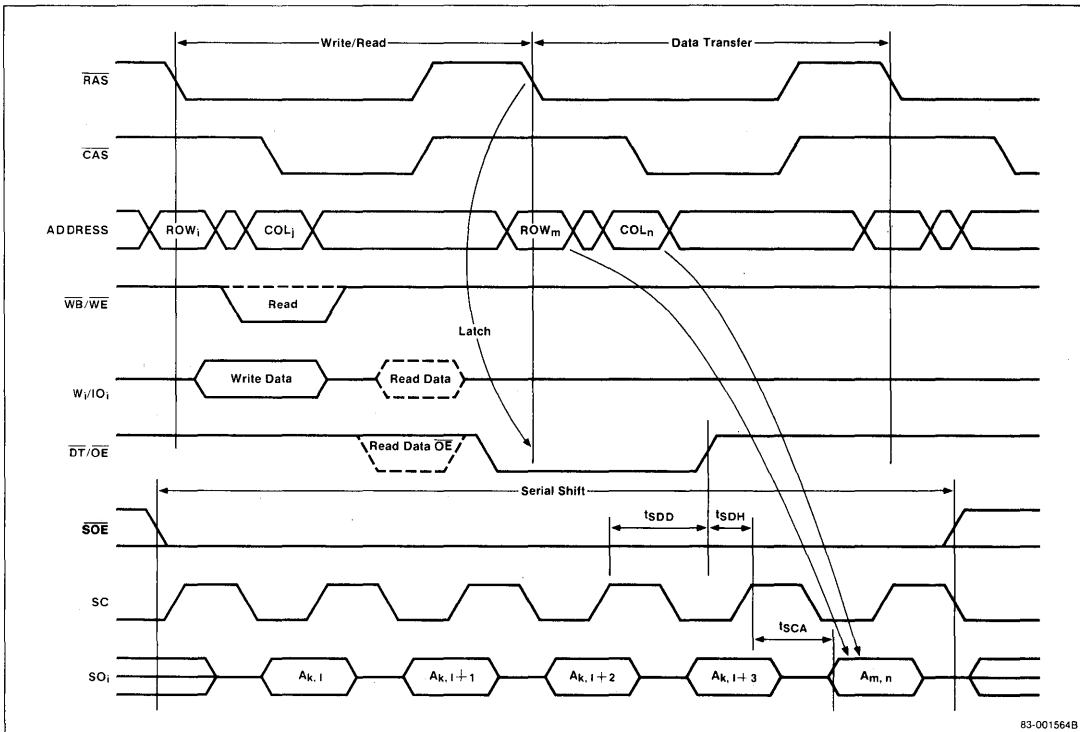 Write/Read Data Transfer
RAS
CAS
ADDRESS ROWi COLj ROWm COLn
WB/WE Read
Latch
Wi/IOi Write Data Read Data
DT/OE Read Data OE
Serial Shift
SOE tSDD tSDH
SC
tSCA
SOi Ak, l Ak, l+1 Ak, l+2 Ak, l+3 Am, n
83-001564B